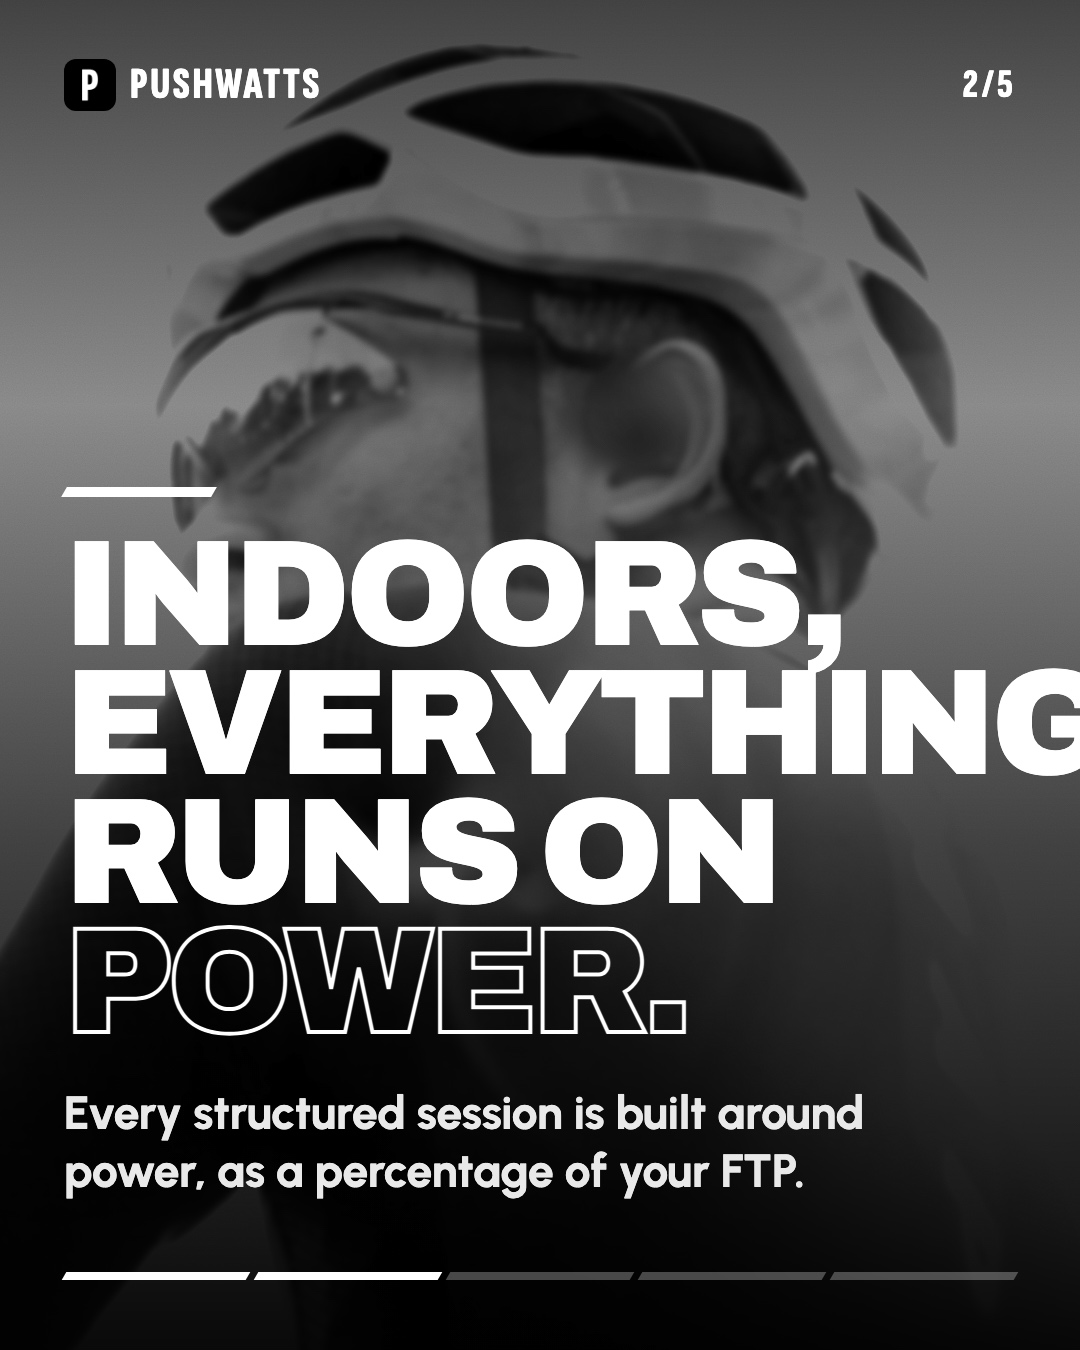 P PUSHWATTS
2/5
INDOORS,
EVERYTHING
RUNS ON
POWER.
Every structured session is built around
power, as a percentage of your FTP.